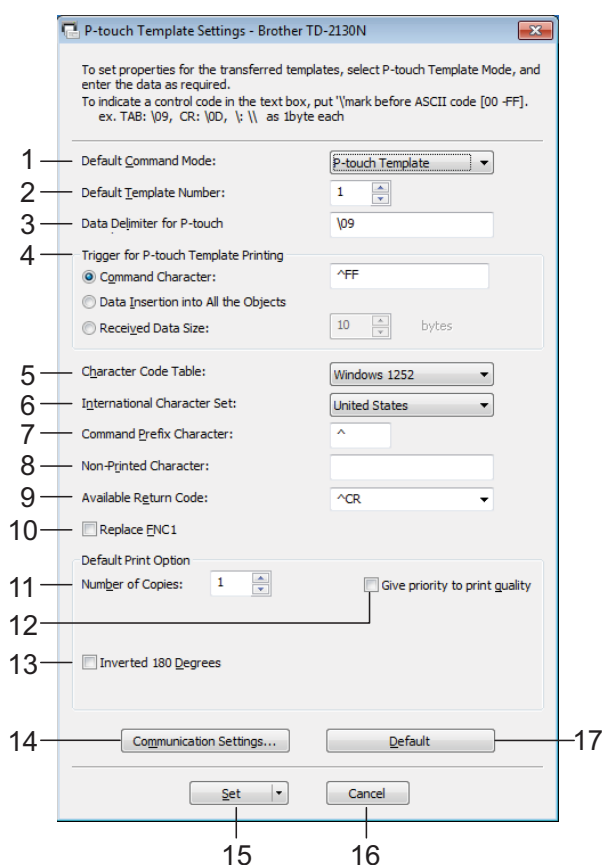 P-touch Template Settings - Brother TD-2130N
To set properties for the transferred templates, select P-touch Template Mode, and
enter the data as required.
To indicate a control code in the text box, put '\'mark before ASCII code [00 -FF].
ex. TAB: \09, CR: \0D, \: \\ as 1byte each
1 Default Command Mode: P-touch Template
2 Default Template Number: 1
3 Data Delimiter for P-touch \09
4 Trigger for P-touch Template Printing
Command Character: ^FF
Data Insertion into All the Objects
Received Data Size: 10 bytes
5 Character Code Table: Windows 1252
6 International Character Set: United States
7 Command Prefix Character: ^
8 Non-Printed Character:
9 Available Return Code: ^CR
10 Replace FNC1
Default Print Option
11 Number of Copies: 1 Give priority to print quality
12
13 Inverted 180 Degrees
14 Communication Settings... Default 17
Set Cancel
15 16